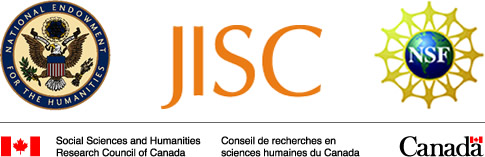 NATIONAL ENDOWMENT
FOR THE HUMANITIES
JISC
NSF
Social Sciences and Humanities
Research Council of Canada
Conseil de recherches en
sciences humaines du Canada
Canada